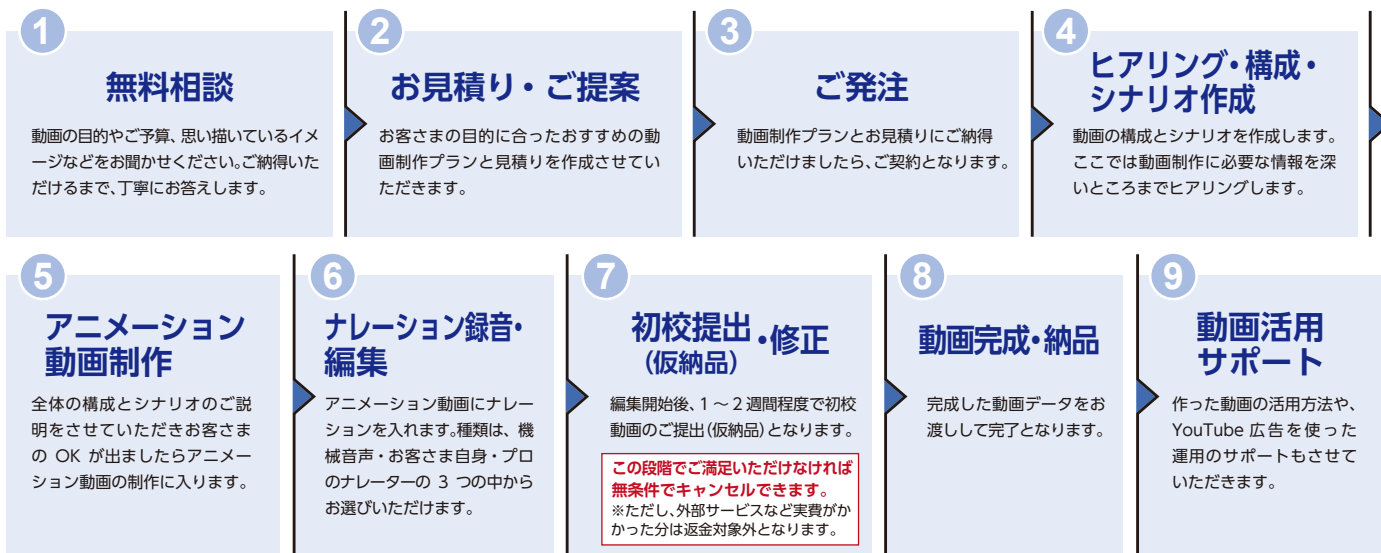 1
無料相談
動画の目的やご予算、思い描いているイメ
ージなどをお聞かせください。ご納得いた
だけるまで、丁寧にお答えします。
2
お見積り・ご提案
お客さまの目的に合ったおすすめの動
画制作プランと見積りを作成させてい
ただきます。
3
ご発注
動画制作プランとお見積りにご納得
いただけましたら、ご契約となります。
4
ヒアリング・構成・
シナリオ作成
動画の構成とシナリオを作成します。
ここでは動画制作に必要な情報を深
いところまでヒアリングします。
5
アニメーション
動画制作
全体の構成とシナリオのご説
明をさせていただきお客さま
の OK が出ましたらアニメー
ション動画の制作に入ります。
6
ナレーション録音・
編集
アニメーション動画にナレー
ションを入れます。種類は、機
械音声・お客さま自身・プロ
のナレーターの 3 つの中から
お選びいただけます。
7
初校提出・修正
(仮納品)
編集開始後、1～2週間程度で初校
動画のご提出(仮納品)となります。
この段階でご満足いただけなければ
無条件でキャンセルできます。
※ただし、外部サービスなど実費がか
かった分は返金対象外となります。
8
動画完成・納品
完成した動画データをお
渡しして完了となります。
9
動画活用
サポート
作った動画の活用方法や、
YouTube 広告を使った
運用のサポートもさせて
いただきます。